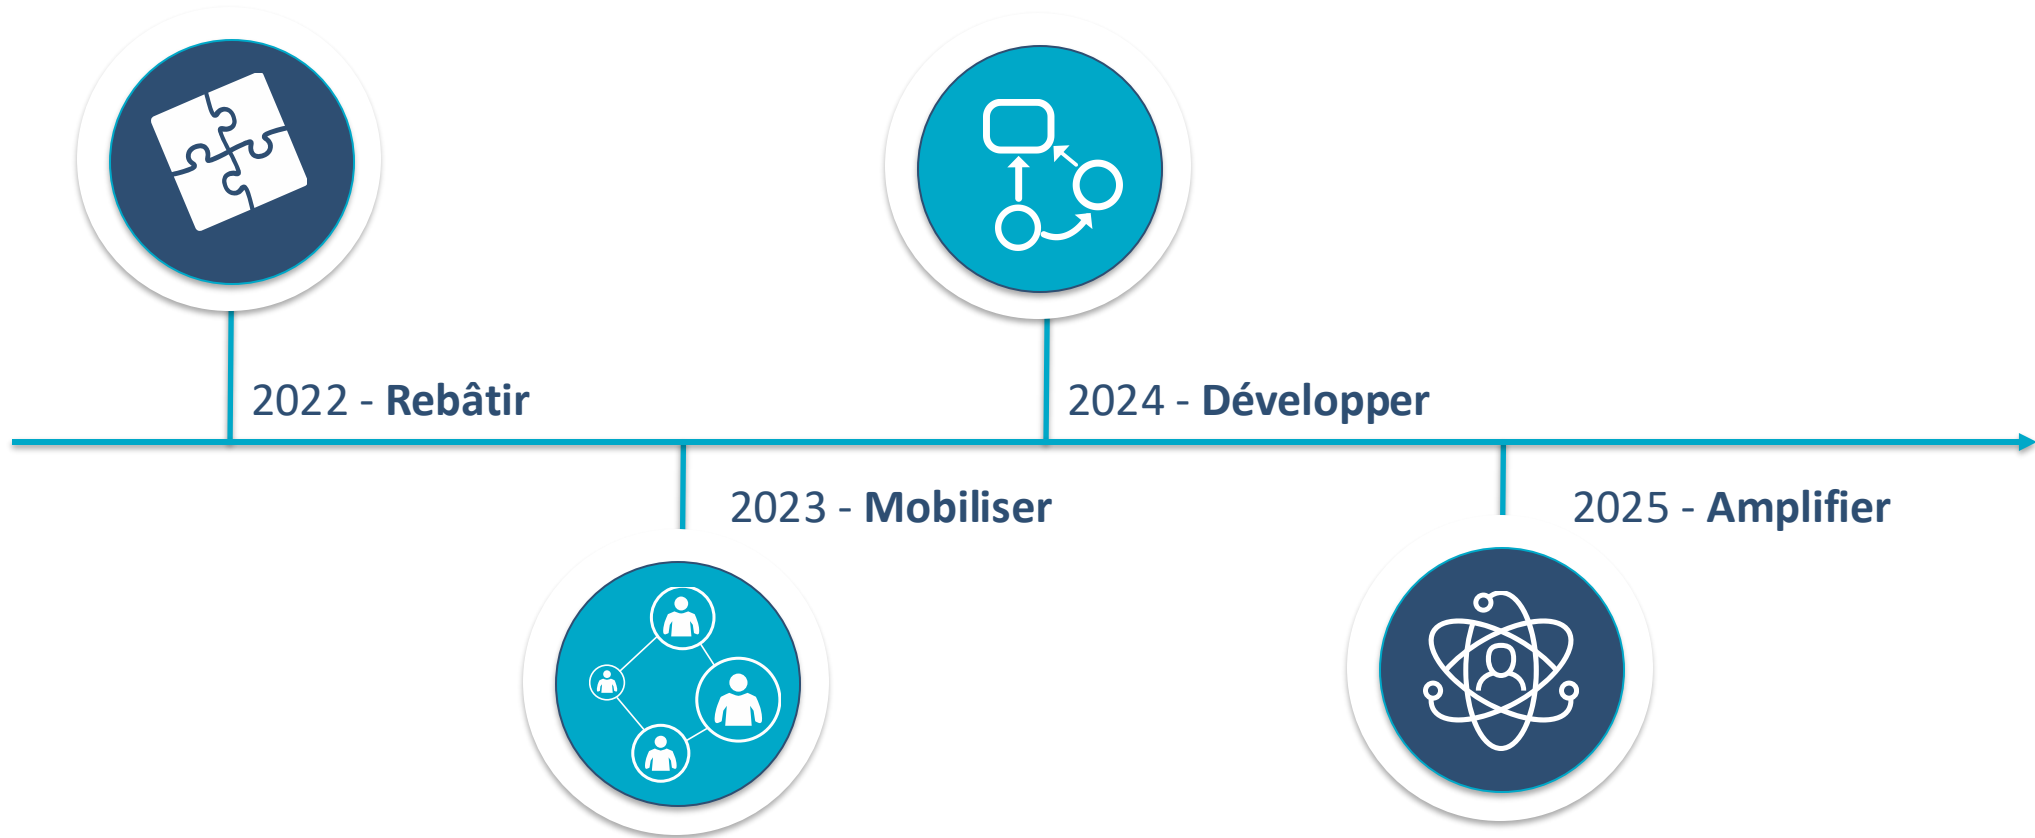 2022 - Rebâtir
2024 - Développer
2023 - Mobiliser
2025 - Amplifier